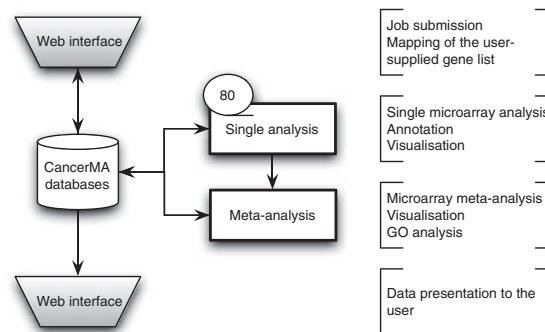 Web interface
Job submission
Mapping of the user-
supplied gene list
80
Single analysis
Single microarray analysis
Annotation
Visualisation
CancerMA
databases
Meta-analysis
Microarray meta-analysis
Visualisation
GO analysis
Web interface
Data presentation to the
user